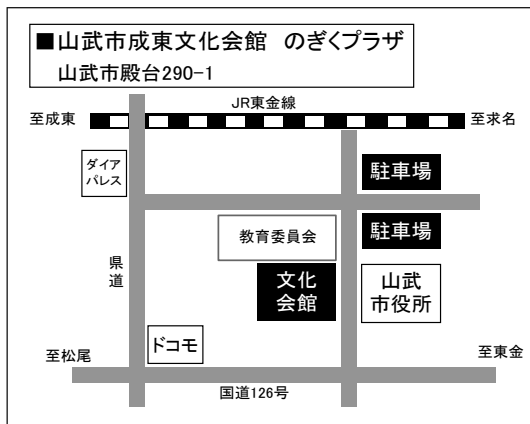 ■山武市成東文化会館 のぎくプラザ
山武市殿台290-1
JR東金線
至成東
至求名
ダイア
パレス
駐車場
教育委員会
駐車場
県道
文化
会館
山武
市役所
ドコモ
至松尾
至東金
国道126号